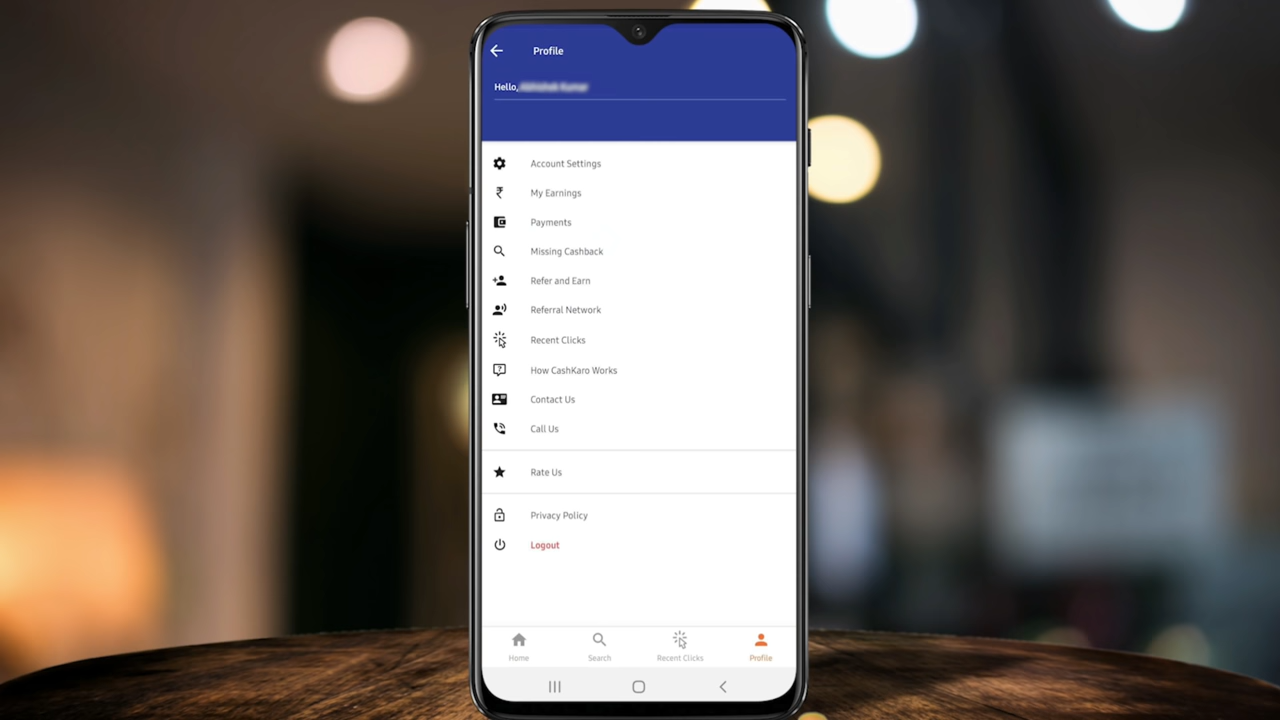 Profile
Hello,
Account Settings
My Earnings
Payments
Missing Cashback
Refer and Earn
Referral Network
Recent Clicks
How CashKaro Works
Contact Us
Call Us
Rate Us
Privacy Policy
Logout
Home Search Recent Clicks Profile